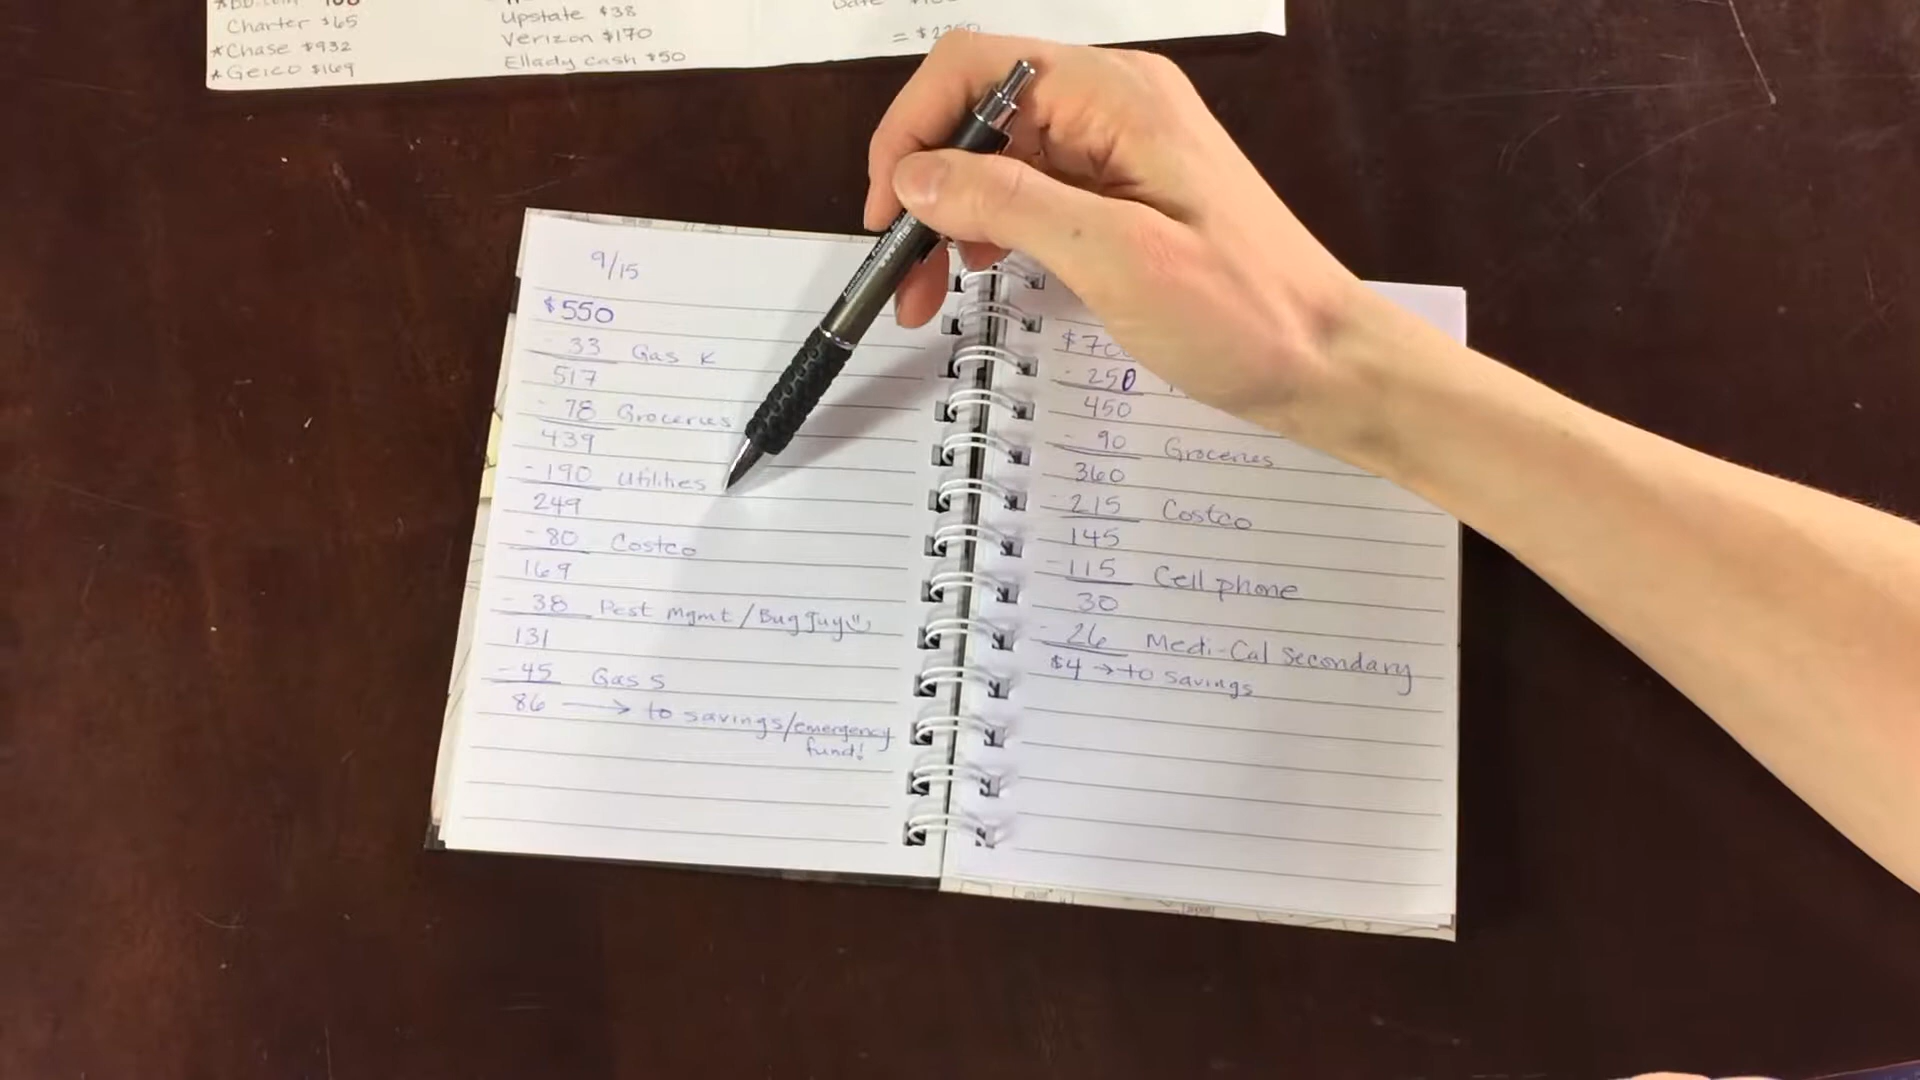 Charter $65
*Chase $932
*Geico $169
Upstate $38
Verizon $170
Ellady cash $50
Date
= $
9/15
$550
- 33 Gas K
517
- 78 Groceries
439
-190 Utilities
249
- 80 Costco
169
- 38 Pest Mgmt/Bug Guy
131
- 45 Gas S
86 → to savings/emergency
fund!
- 250
450
- 90 Groceries
360
- 215 Costco
145
-115 Cell phone
30
- 26 Medi-Cal Secondary
$4 → to savings